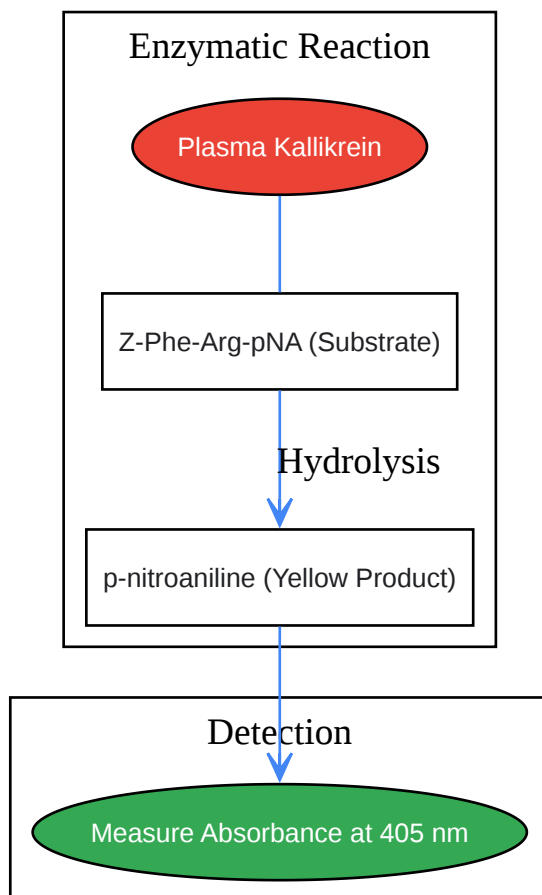 Enzymatic Reaction
Plasma Kallikrein
Z-Phe-Arg-pNA (Substrate)
Hydrolysis
p-nitroaniline (Yellow Product)
Detection
Measure Absorbance at 405 nm